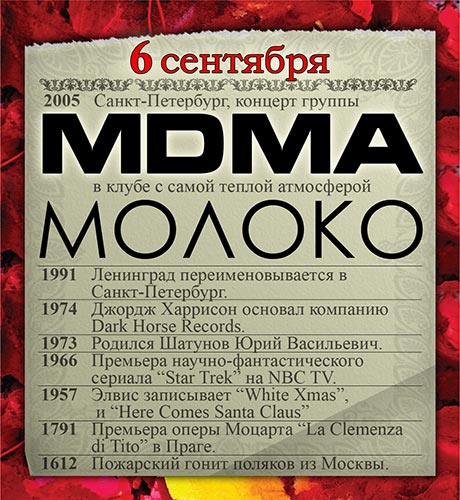 6 сентября
2005 Санкт-Петербург, концерт группы
MDMA
в клубе с самой теплой атмосферой
МОЛОКО
1991 Ленинград переименовывается в
Санкт-Петербург.
1974 Джордж Харрисон основал компанию
Dark Horse Records.
1973 Родился Шатунов Юрий Васильевич.
1966 Премьера научно-фантастического
сериала “Star Trek” на NBC TV.
1957 Элвис записывает “White Xmas”,
и “Here Comes Santa Claus”
1791 Премьера оперы Моцарта “La Clemenza
di Tito” в Праге.
1612 Пожарский гонит поляков из Москвы.